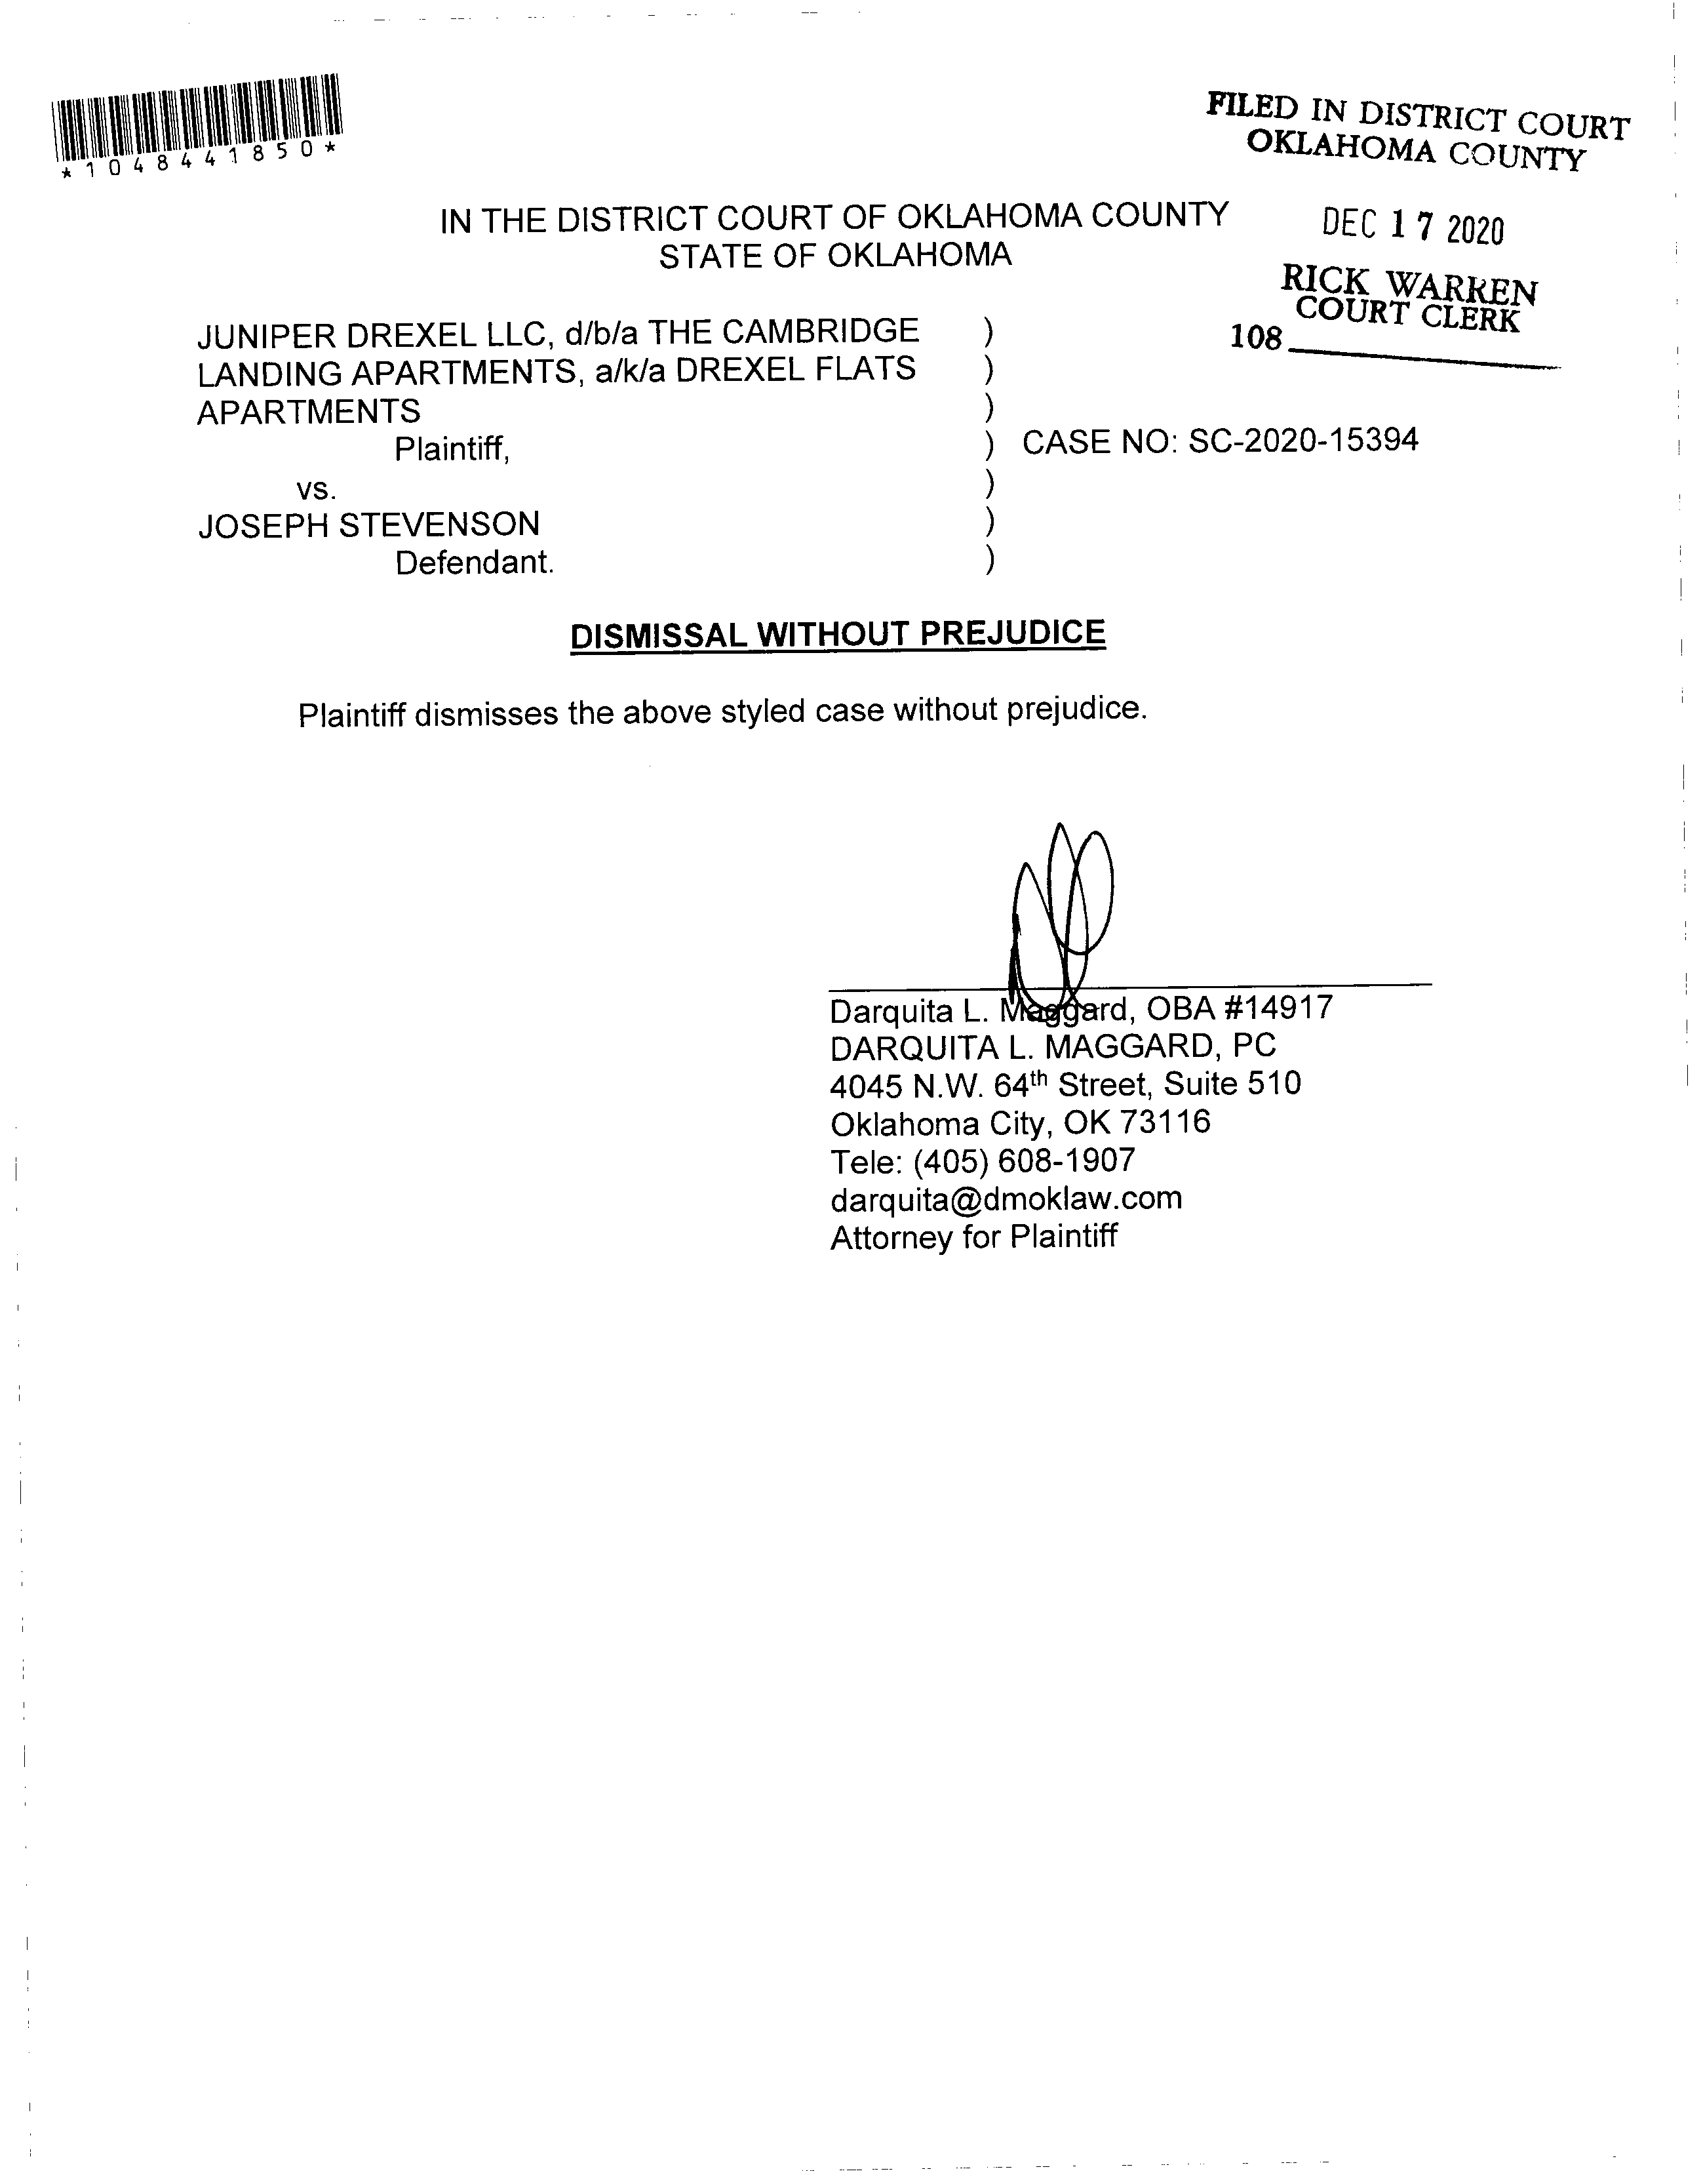 *1048441850*
FILED IN DISTRICT COURT
OKLAHOMA COUNTY
DEC 17 2020
RICK WARREN
COURT CLERK
108
IN THE DISTRICT COURT OF OKLAHOMA COUNTY
STATE OF OKLAHOMA
JUNIPER DREXEL LLC, d/b/a THE CAMBRIDGE )
LANDING APARTMENTS, a/k/a DREXEL FLATS )
APARTMENTS )
Plaintiff, ) CASE NO: SC-2020-15394
vs. )
JOSEPH STEVENSON )
Defendant. )
DISMISSAL WITHOUT PREJUDICE
Plaintiff dismisses the above styled case without prejudice.
Darquita L. Maggard, OBA #14917
DARQUITA L. MAGGARD, PC
4045 N.W. 64th Street, Suite 510
Oklahoma City, OK 73116
Tele: (405) 608-1907
darquita@dmoklaw.com
Attorney for Plaintiff